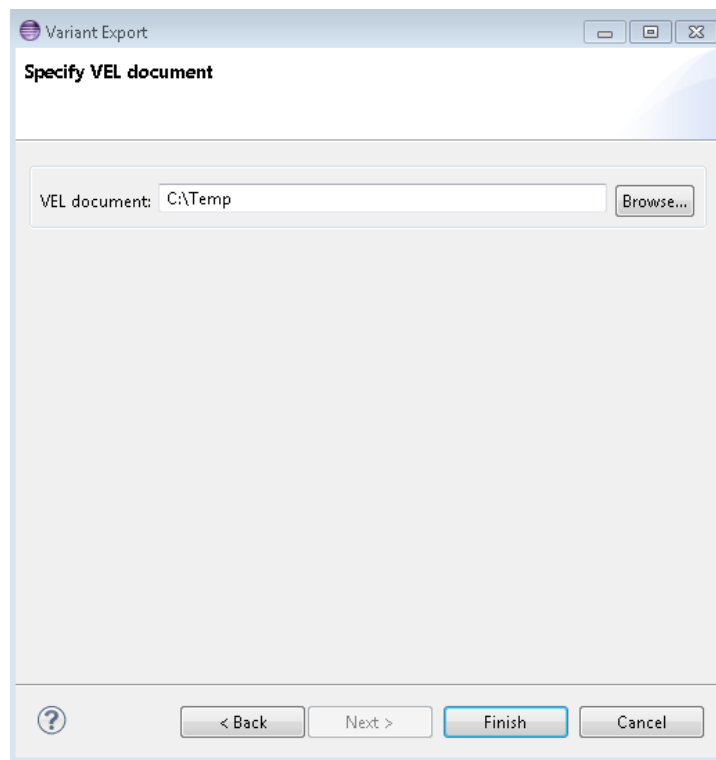 Variant Export
Specify VEL document
VEL document: C:\Temp Browse...
? < Back Next > Finish Cancel